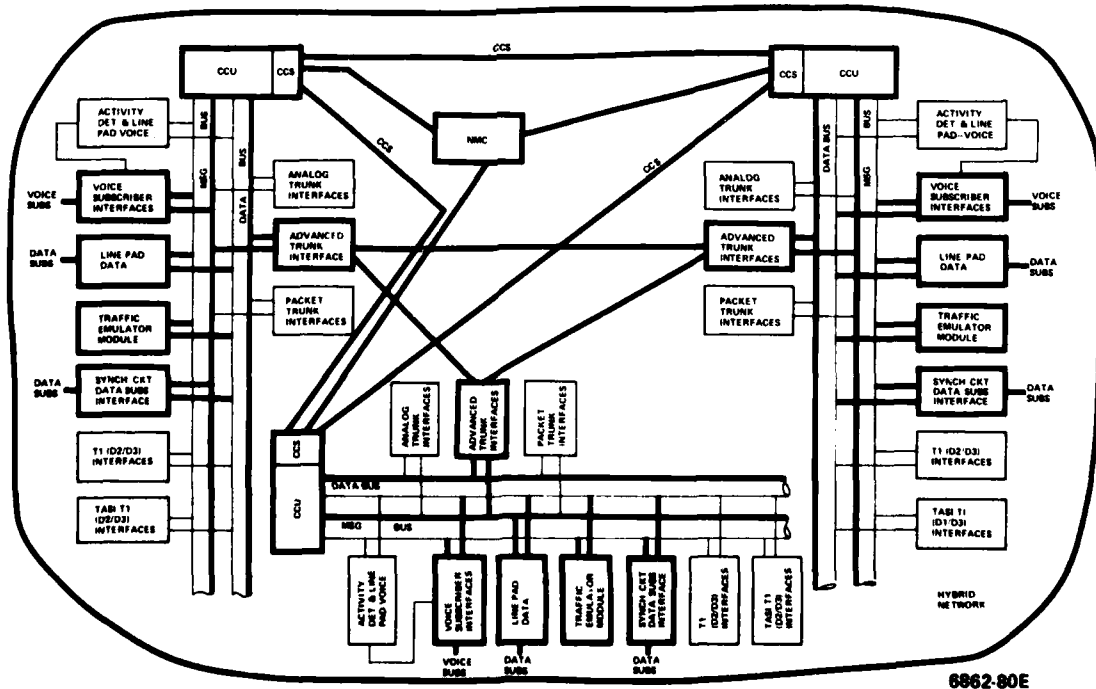 CCS
CCU
CCS
CCS
CCU
NMC
CCS
CCS
ACTIVITY
DET & LINE
PAD VOICE
BUS
MSG
BUS
DATA
VOICE
SUBS
VOICE
SUBSCRIBER
INTERFACES
DATA
SUBS
LINE PAD
DATA
TRAFFIC
EMULATOR
MODULE
DATA
SUBS
SYNCH CKT
DATA SUBS
INTERFACE
T1 (D2/D3)
INTERFACES
TASI T1
(D2/D3)
INTERFACES
ANALOG
TRUNK
INTERFACES
ADVANCED
TRUNK
INTERFACE
PACKET
TRUNK
INTERFACES
ANALOG
TRUNK
INTERFACES
ADVANCED
TRUNK
INTERFACES
PACKET
TRUNK
INTERFACES
DATA BUS
BUS
MSG
ACTIVITY
DET & LINE
PAD--VOICE
VOICE
SUBSCRIBER
INTERFACES
VOICE
SUBS
LINE PAD
DATA
DATA
SUBS
TRAFFIC
EMULATOR
MODULE
SYNCH CKT
DATA SUBS
INTERFACE
DATA
SUBS
T1 (D2/D3)
INTERFACES
TASI T1
(D1/D3)
INTERFACES
ANALOG
TRUNK
INTERFACES
ADVANCED
TRUNK
INTERFACES
PACKET
TRUNK
INTERFACES
CCS
CCU
DATA BUS
MSG
BUS
ACTIVITY
DET & LINE
PAD VOICE
VOICE
SUBSCRIBER
INTERFACES
LINE PAD
DATA
TRAFFIC
EMULATOR
MODULE
SYNCH CKT
DATA SUBS
INTERFACE
T1
(D2/D3)
INTERFACES
TASI T1
(D2/D3)
INTERFACES
VOICE
SUBS
DATA
SUBS
DATA
SUBS
HYBRID
NETWORK
6862-80E